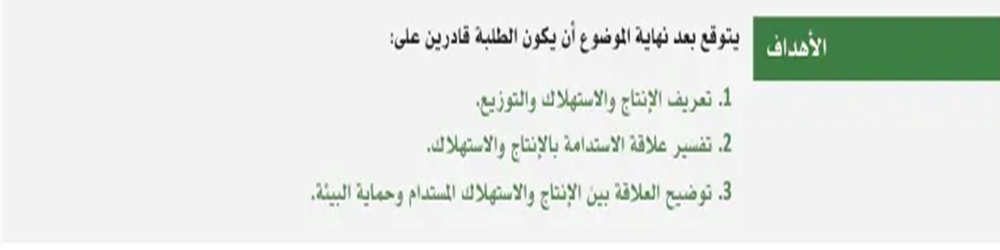 الأهداف
يتوقع بعد نهاية الموضوع أن يكون الطلبة قادرين على:
1. تعريف الإنتاج والاستهلاك والتوزيع.
2. تفسير علاقة الاستدامة بالإنتاج والاستهلاك.
3. توضيح العلاقة بين الإنتاج والاستهلاك المستدام وحماية البيئة.